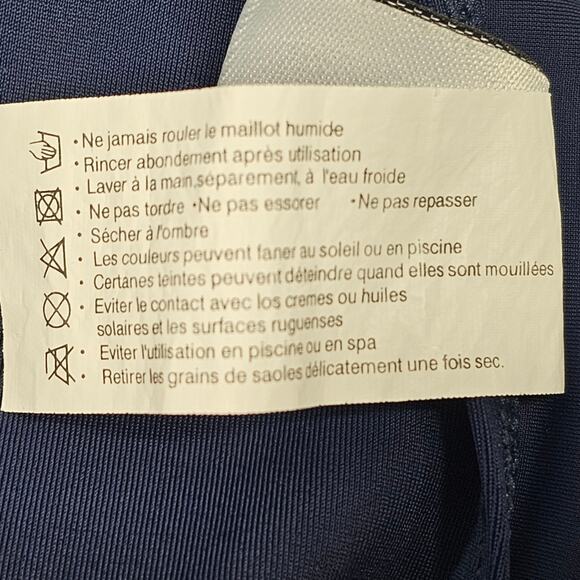 • Ne jamais rouler le maillot humide
• Rincer abondement après utilisation
• Laver à la main,séparement, à l'eau froide
• Ne pas tordre •Ne pas essorer •Ne pas repasser
• Sécher à l'ombre
• Les couleurs peuvent faner au soleil ou en piscine
• Certanes teintes peuvent déteindre quand elles sont mouillées
• Eviter le contact avec los cremes ou huiles
solaires et les surfaces ruguenses
• Eviter l'utilisation en piscine ou en spa
• Retirer les grains de saoles délicatement une fois sec.